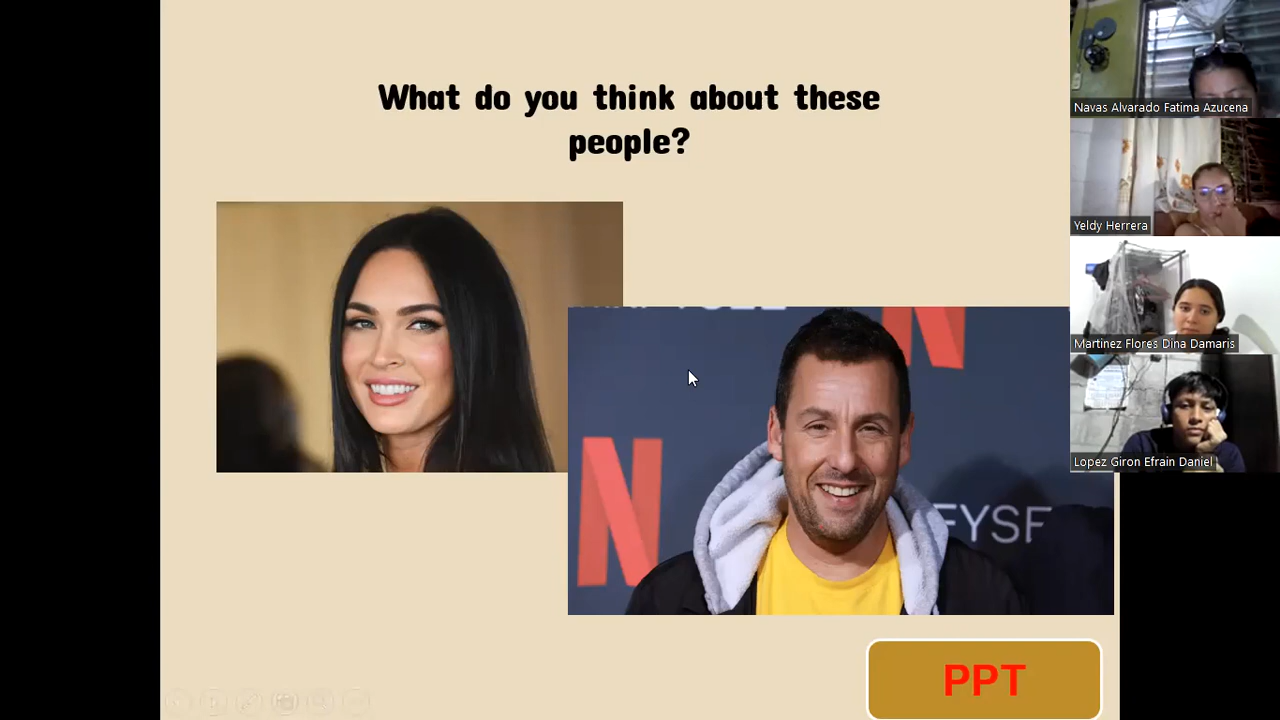 What do you think about these
people?
N
N
FYSF
PPT
Navas Alvarado Fatima Azucena
Yeldy Herrera
Martinez Flores Dina Damaris
Lopez Giron Efrain Daniel